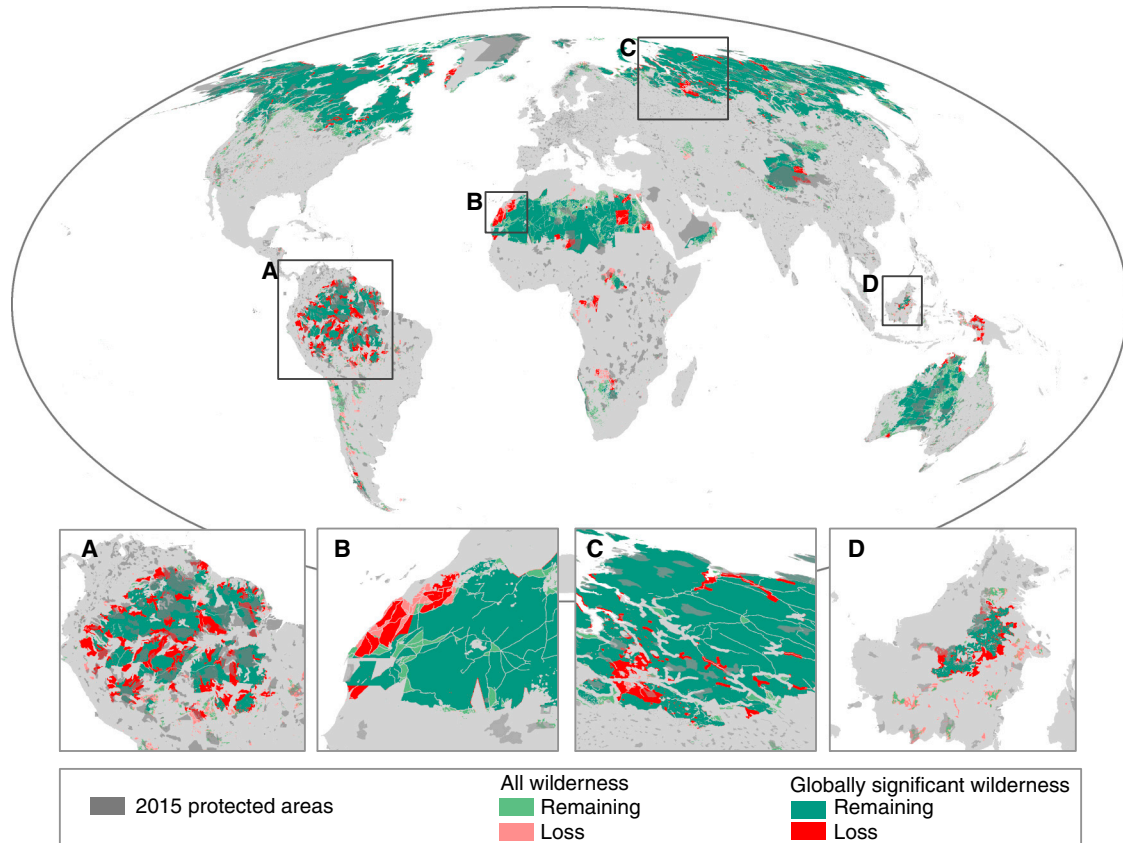 C
B
A
D
A
B
C
D
2015 protected areas
All wilderness
Remaining
Loss
Globally significant wilderness
Remaining
Loss